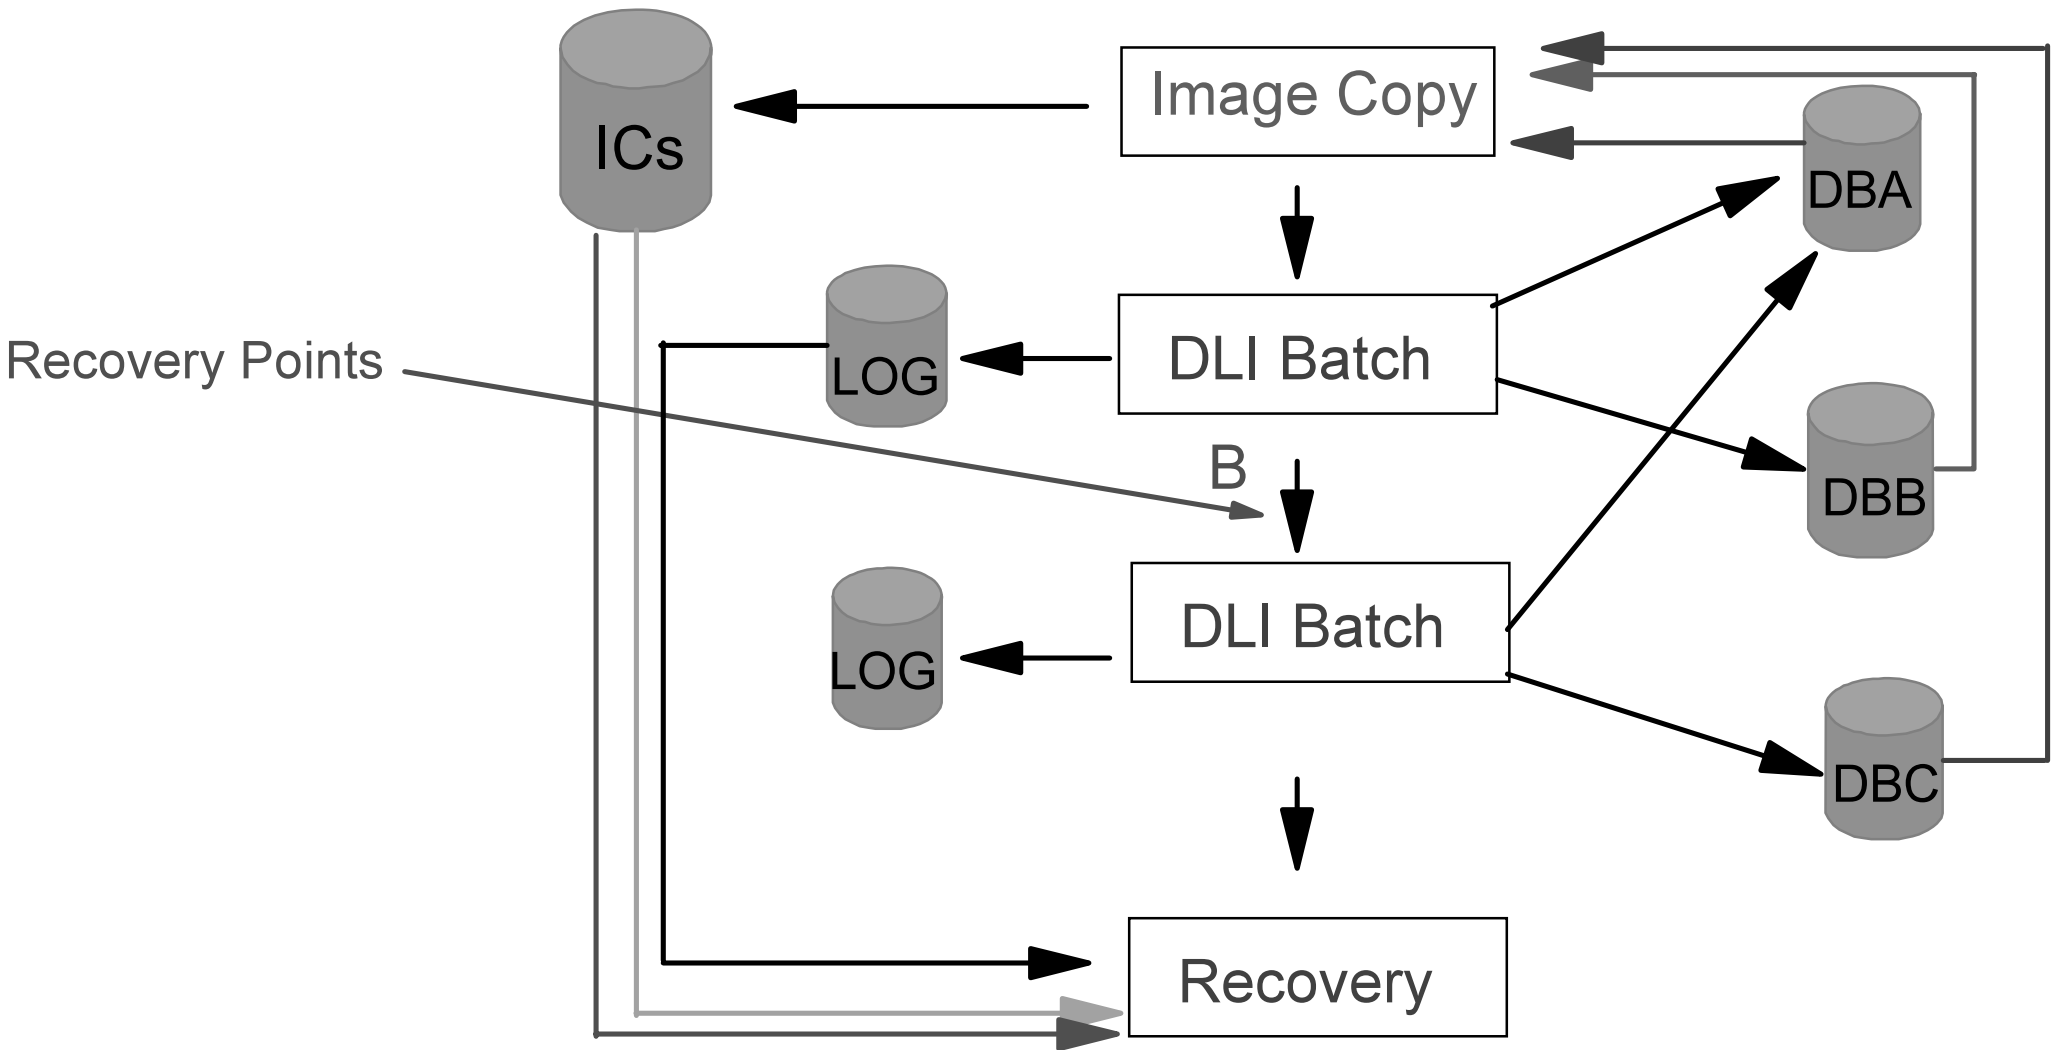 Image Copy
ICs
DBA
Recovery Points
LOG
DLI Batch
B
DBB
LOG
DLI Batch
DBC
Recovery